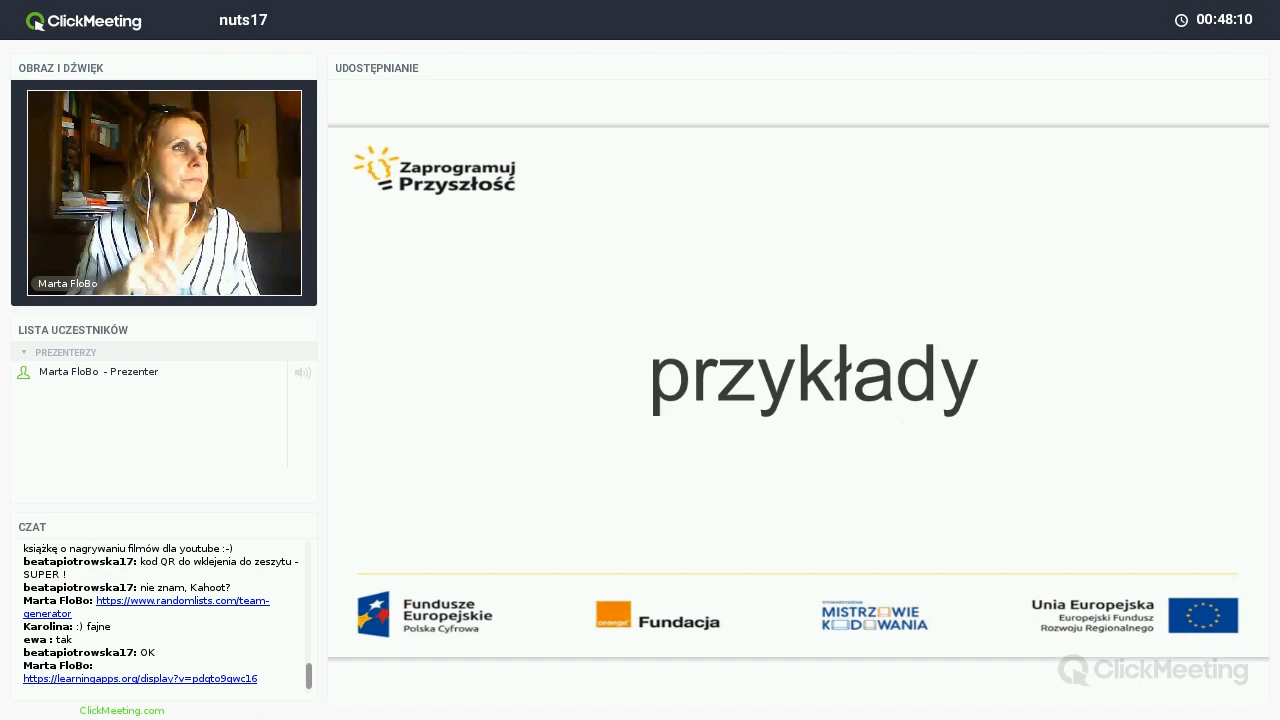 ClickMeeting
nuts17
00:48:10
OBRAZ I DŹWIĘK
Marta FloBo
LISTA UCZESTNIKÓW
PREZENTERZY
Marta FloBo - Prezenter
CZAT
książkę o nagrywaniu filmów dla youtube :-)
beatapiotrowska17: kod QR do wklejenia do zeszytu -
SUPER !
beatapiotrowska17: nie znam, Kahoot?
Marta FloBo: https://www.randomlists.com/team-
generator
Karolina: :) fajne
ewa : tak
beatapiotrowska17: OK
Marta FloBo:
https://learningapps.org/display?v=pdqto9qwc16
ClickMeeting.com
UDOSTĘPNIANIE
Zaprogramuj
Przyszłość
przykłady
Fundusze
Europejskie
Polska Cyfrowa
orange
Fundacja
STOWARZYSZENIE
MISTRZOWIE
KODOWANIA
Unia Europejska
Europejski Fundusz
Rozwoju Regionalnego
ClickMeeting